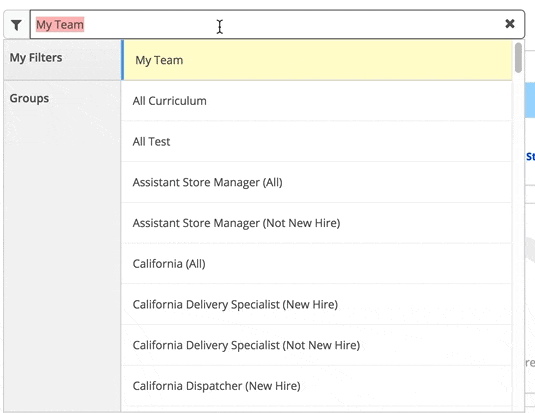 My Team
My Filters
My Team
Groups
All Curriculum
All Test
Assistant Store Manager (All)
Assistant Store Manager (Not New Hire)
California (All)
California Delivery Specialist (New Hire)
California Delivery Specialist (Not New Hire)
California Dispatcher (New Hire)
St
re